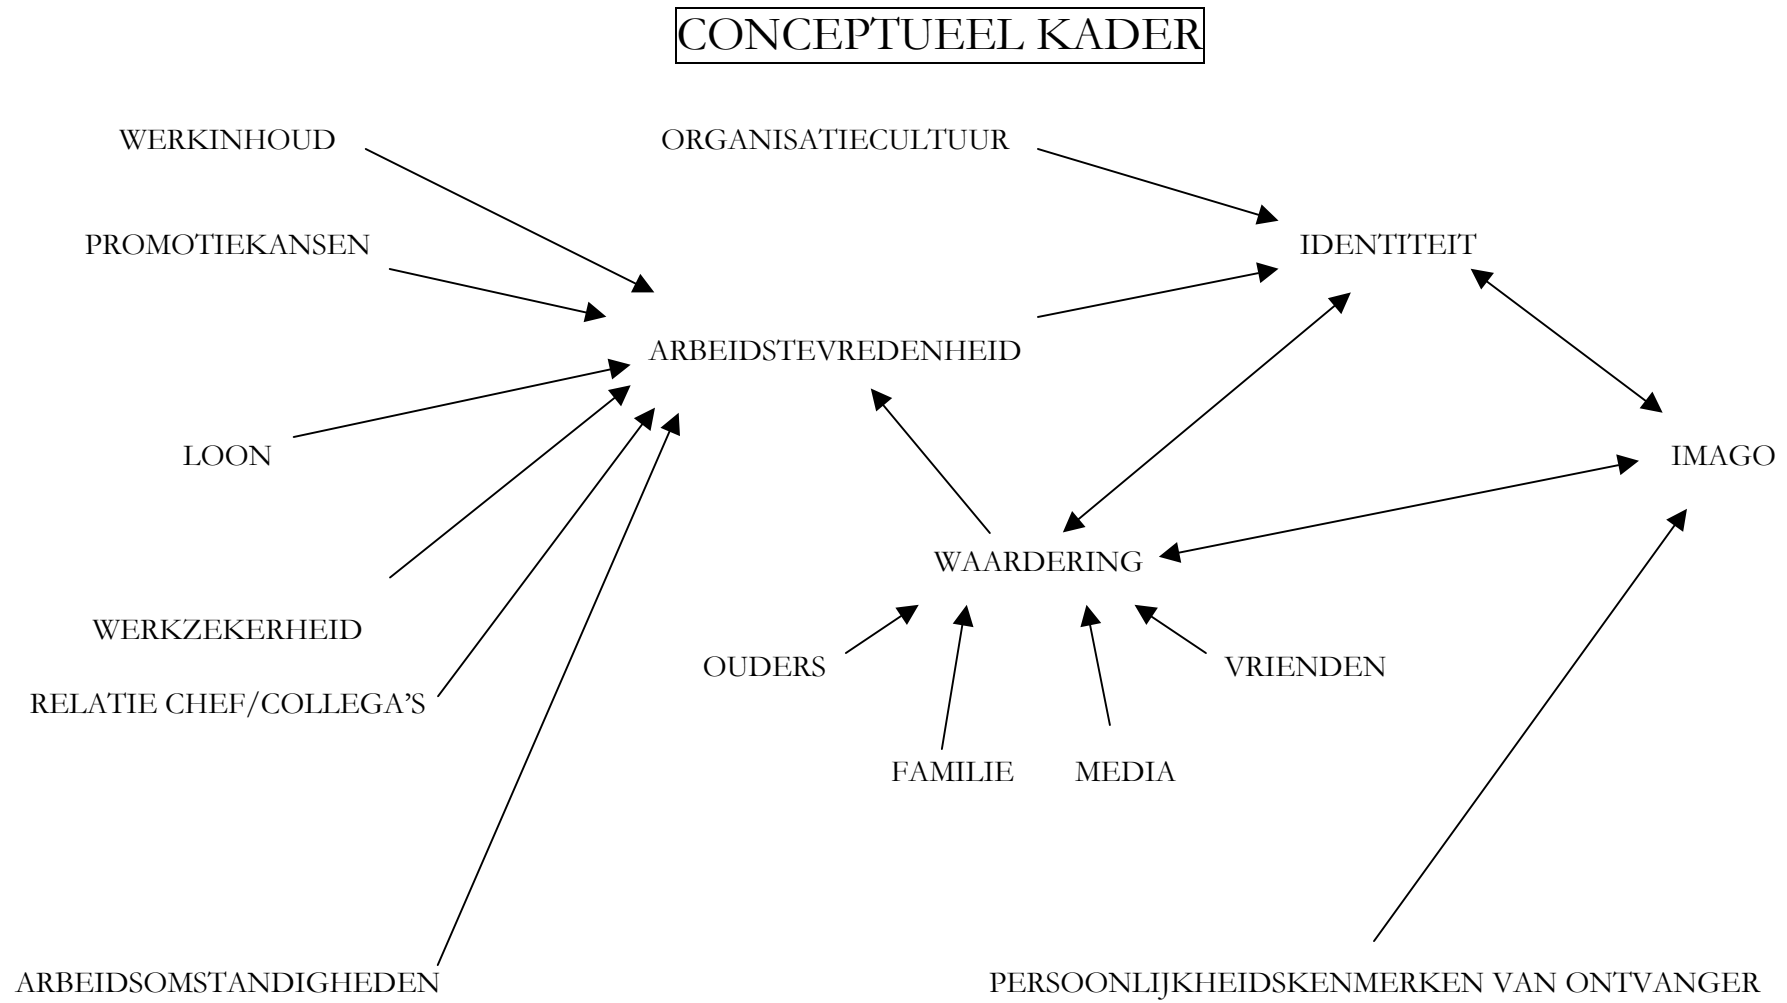 CONCEPTUEEL KADER
WERKINHOUD
ORGANISATIECULTUUR
PROMOTIEKANSEN
IDENTITEIT
ARBEIDSTEVREDENHEID
LOON
IMAGO
WAARDERING
WERKZEKERHEID
OUDERS
VRIENDEN
RELATIE CHEF/COLLEGA’S
FAMILIE
MEDIA
ARBEIDSOMSTANDIGHEDEN
PERSOONLIJKHEIDSKENMERKEN VAN ONTVANGER